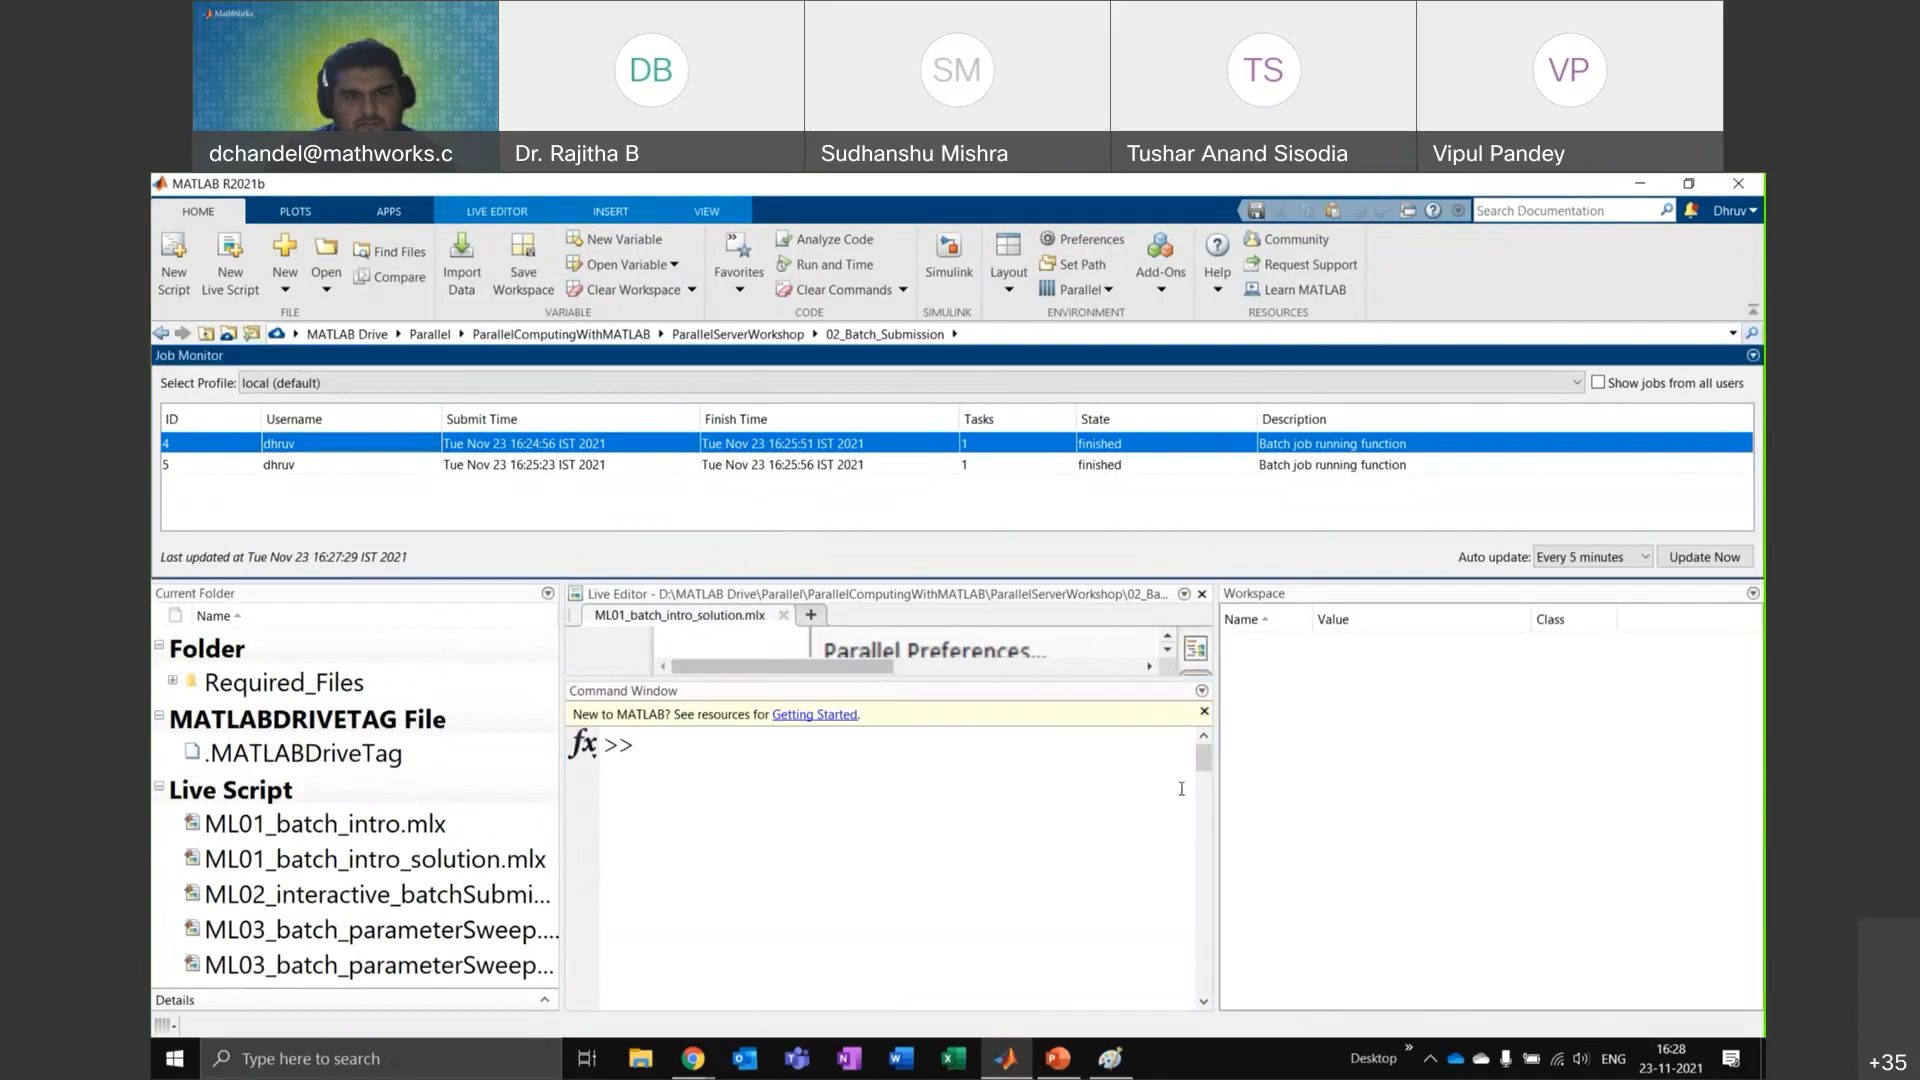 MathWorks
DB
SM
TS
VP
dchandel@mathworks.c
Dr. Rajitha B
Sudhanshu Mishra
Tushar Anand Sisodia
Vipul Pandey
MATLAB R2021b
HOME
PLOTS
APPS
LIVE EDITOR
INSERT
VIEW
Search Documentation
Dhruv
New Script
New Live Script
New
Open
Find Files
Compare
Import Data
Save Workspace
New Variable
Open Variable
Clear Workspace
Favorites
Analyze Code
Run and Time
Clear Commands
Simulink
Layout
Preferences
Set Path
Parallel
Add-Ons
Help
Community
Request Support
Learn MATLAB
FILE
VARIABLE
CODE
SIMULINK
ENVIRONMENT
RESOURCES
MATLAB Drive
Parallel
ParallelComputingWithMATLAB
ParallelServerWorkshop
02_Batch_Submission
Job Monitor
Select Profile: local (default)
Show jobs from all users
ID Username Submit Time Finish Time Tasks State Description
4 dhruv Tue Nov 23 16:24:56 IST 2021 Tue Nov 23 16:25:51 IST 2021 1 finished Batch job running function
5 dhruv Tue Nov 23 16:25:23 IST 2021 Tue Nov 23 16:25:56 IST 2021 1 finished Batch job running function
Last updated at Tue Nov 23 16:27:29 IST 2021
Auto update: Every 5 minutes
Update Now
Current Folder
Name
Folder
Required_Files
MATLABDRIVETAG File
.MATLABDriveTag
Live Script
ML01_batch_intro.mlx
ML01_batch_intro_solution.mlx
ML02_interactive_batchSubmi...
ML03_batch_parameterSweep....
ML03_batch_parameterSweep...
Details
Live Editor - D:\MATLAB Drive\Parallel\ParallelComputingWithMATLAB\ParallelServerWorkshop\02_Ba...
ML01_batch_intro_solution.mlx
Parallel Preferences...
Command Window
New to MATLAB? See resources for Getting Started.
fx >>
Workspace
Name Value Class
Type here to search
Desktop
ENG
16:28
23-11-2021
+35